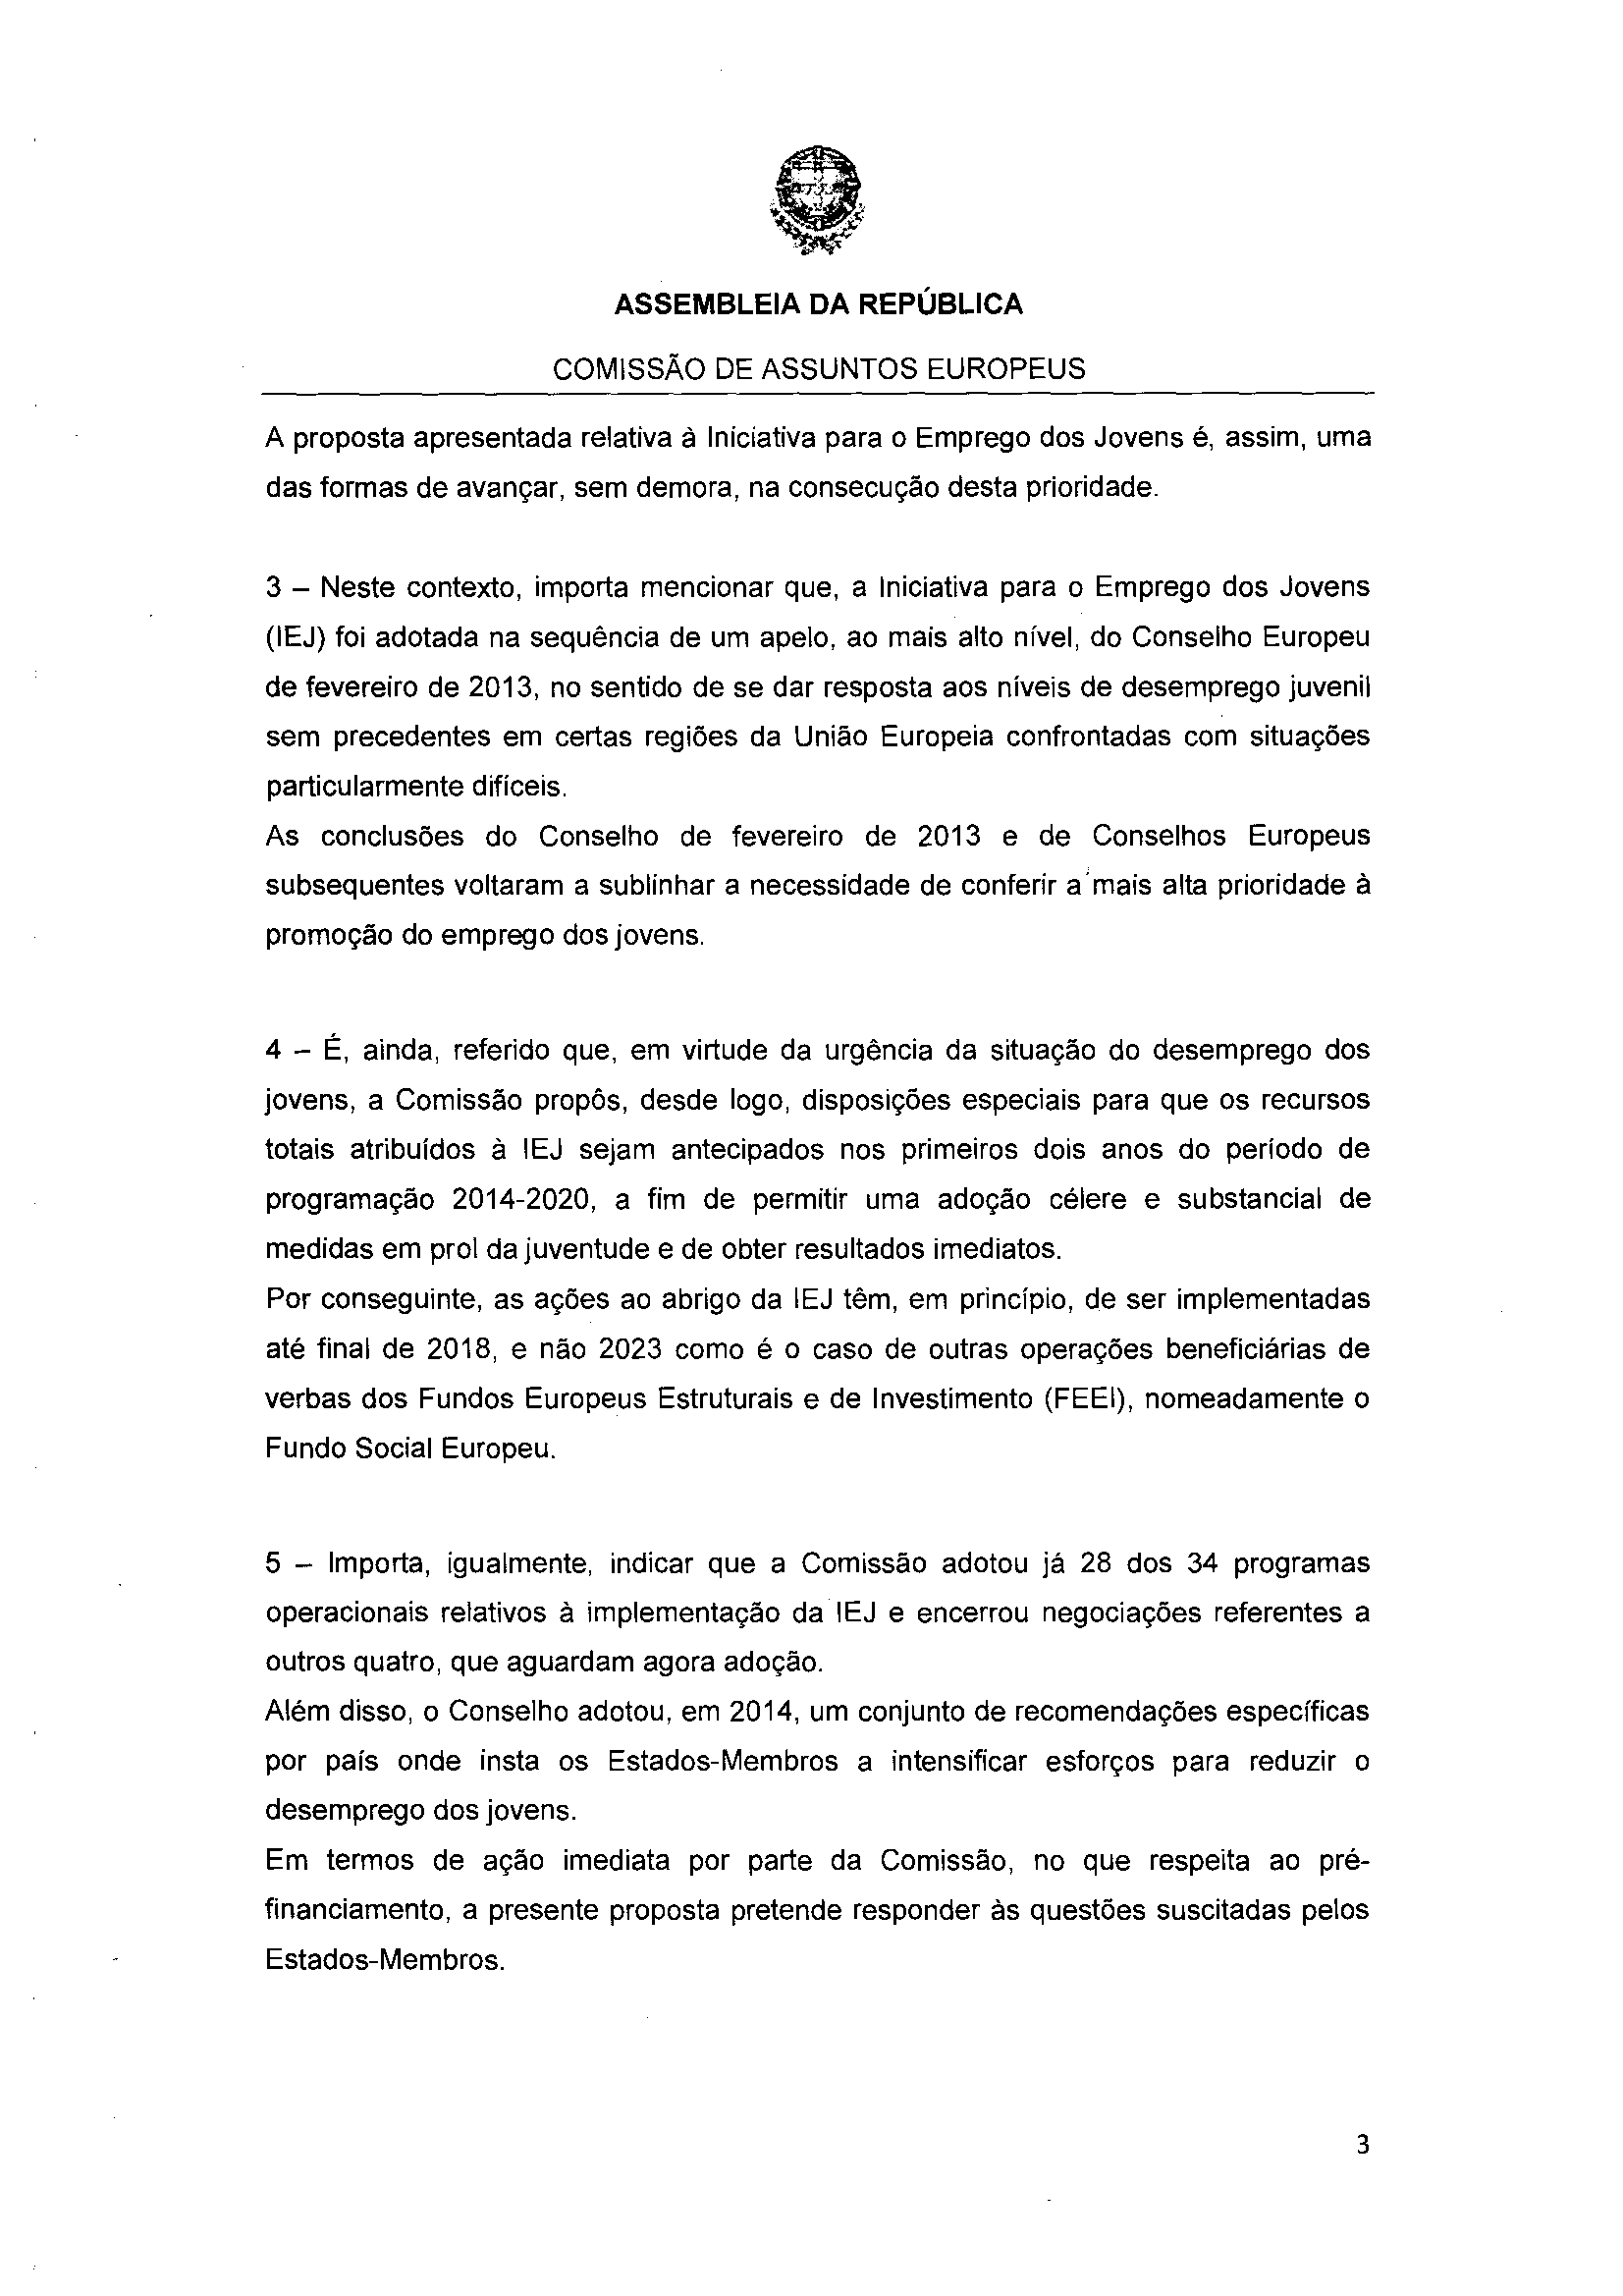 ASSEMBLEIA DA REPÚBLICA
COMISSÃO DE ASSUNTOS EUROPEUS
A proposta apresentada relativa à Iniciativa para o Emprego dos Jovens é, assim, uma
das formas de avançar, sem demora, na consecução desta prioridade.
3 – Neste contexto, importa mencionar que, a Iniciativa para o Emprego dos Jovens
(IEJ) foi adotada na sequência de um apelo, ao mais alto nível, do Conselho Europeu
de fevereiro de 2013, no sentido de se dar resposta aos níveis de desemprego juvenil
sem precedentes em certas regiões da União Europeia confrontadas com situações
particularmente difíceis.
As conclusões do Conselho de fevereiro de 2013 e de Conselhos Europeus
subsequentes voltaram a sublinhar a necessidade de conferir a mais alta prioridade à
promoção do emprego dos jovens.
4 – É, ainda, referido que, em virtude da urgência da situação do desemprego dos
jovens, a Comissão propôs, desde logo, disposições especiais para que os recursos
totais atribuídos à IEJ sejam antecipados nos primeiros dois anos do período de
programação 2014-2020, a fim de permitir uma adoção célere e substancial de
medidas em prol da juventude e de obter resultados imediatos.
Por conseguinte, as ações ao abrigo da IEJ têm, em princípio, de ser implementadas
até final de 2018, e não 2023 como é o caso de outras operações beneficiárias de
verbas dos Fundos Europeus Estruturais e de Investimento (FEEI), nomeadamente o
Fundo Social Europeu.
5 – Importa, igualmente, indicar que a Comissão adotou já 28 dos 34 programas
operacionais relativos à implementação da IEJ e encerrou negociações referentes a
outros quatro, que aguardam agora adoção.
Além disso, o Conselho adotou, em 2014, um conjunto de recomendações específicas
por país onde insta os Estados-Membros a intensificar esforços para reduzir o
desemprego dos jovens.
Em termos de ação imediata por parte da Comissão, no que respeita ao pré-
financiamento, a presente proposta pretende responder às questões suscitadas pelos
Estados-Membros.
3